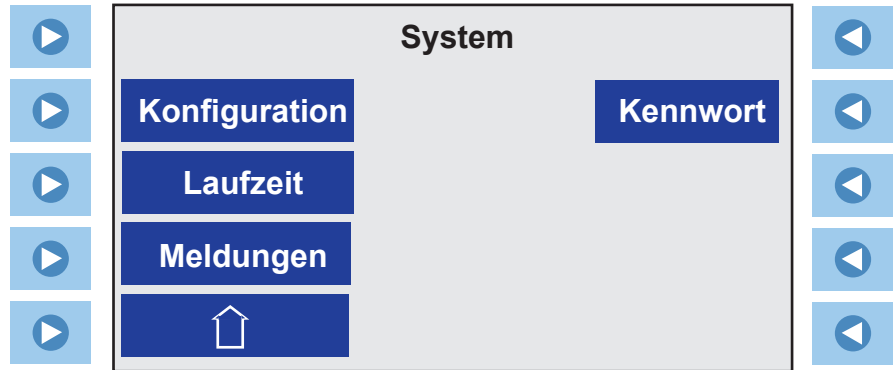 System
Konfiguration
Kennwort
Laufzeit
Meldungen